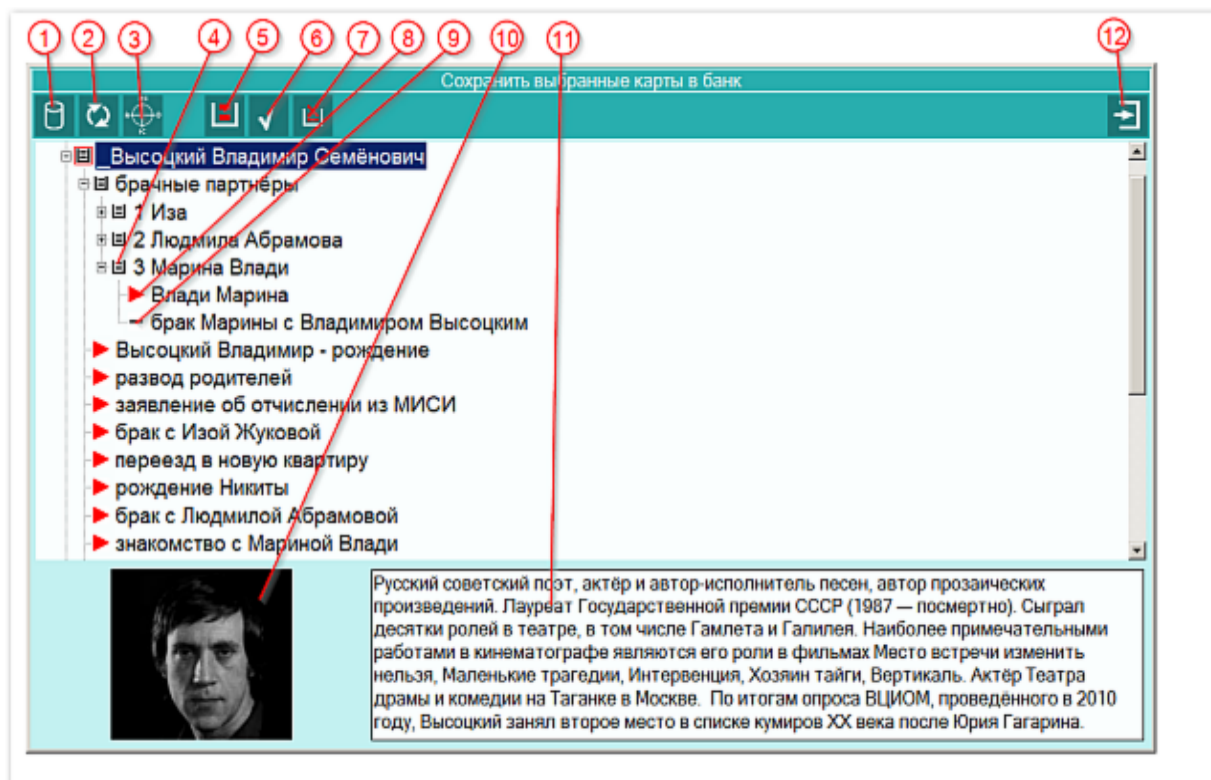 1 2 3 4 5 6 7 8 9 10 11 12
Сохранить выбранные карты в банк
_Высоцкий Владимир Семёнович
брачные партнёры
1 Иза
2 Людмила Абрамова
3 Марина Влади
Влади Марина
брак Марины с Владимиром Высоцким
Высоцкий Владимир - рождение
развод родителей
заявление об отчислении из МИСИ
брак с Изой Жуковой
переезд в новую квартиру
рождение Никиты
брак с Людмилой Абрамовой
знакомство с Мариной Влади
Русский советский поэт, актёр и автор-исполнитель песен, автор прозаических
произведений. Лауреат Государственной премии СССР (1987 — посмертно). Сыграл
десятки ролей в театре, в том числе Гамлета и Галилея. Наиболее примечательными
работами в кинематографе являются его роли в фильмах Место встречи изменить
нельзя, Маленькие трагедии, Интервенция, Хозяин тайги, Вертикаль. Актёр Театра
драмы и комедии на Таганке в Москве. По итогам опроса ВЦИОМ, проведённого в 2010
году, Высоцкий занял второе место в списке кумиров XX века после Юрия Гагарина.